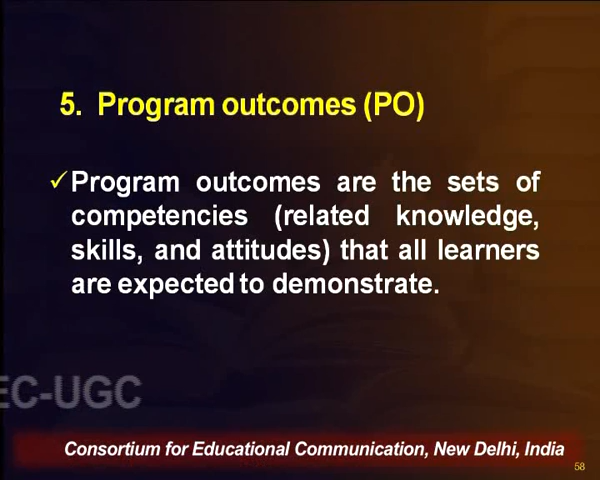 5. Program outcomes (PO)
✓Program outcomes are the sets of
competencies (related knowledge,
skills, and attitudes) that all learners
are expected to demonstrate.
EC-UGC
Consortium for Educational Communication, New Delhi, India
58